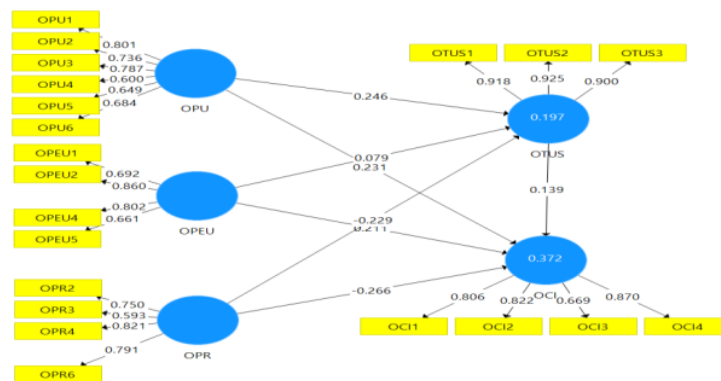 OPU1
OPU2
OPU3
OPU4
OPU5
OPU6
0.801
0.736
0.787
0.600
0.649
0.684
OPU
OTUS1
OTUS2
OTUS3
0.918
0.925
0.900
0.246
0.197
OTUS
OPEU1
OPEU2
OPEU4
OPEU5
0.692
0.860
0.802
0.661
OPEU
0.079
0.231
0.139
-0.229
0.211
0.372
OCI
-0.266
OPR2
OPR3
OPR4
OPR6
0.750
0.593
0.821
0.791
OPR
0.806
0.822
0.669
0.870
OCI1
OCI2
OCI3
OCI4